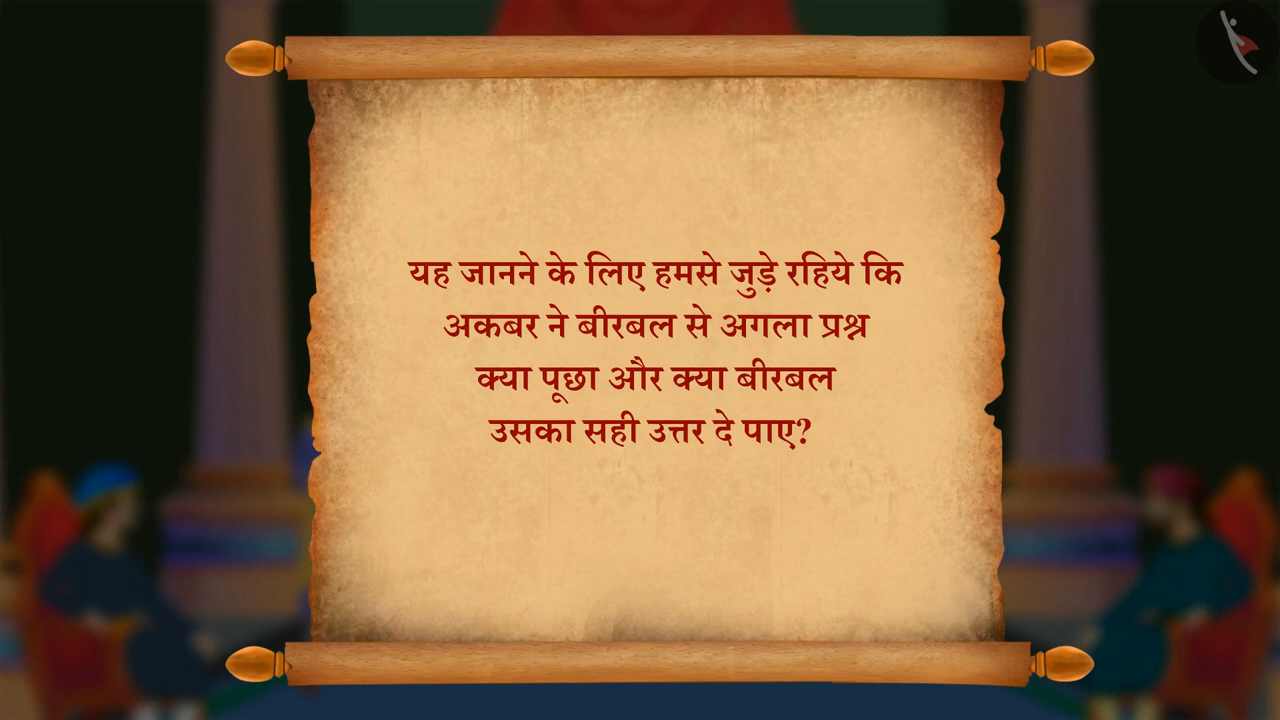 यह जानने के लिए हमसे जुड़े रहिये कि
अकबर ने बीरबल से अगला प्रश्न
क्या पूछा और क्या बीरबल
उसका सही उत्तर दे पाए?